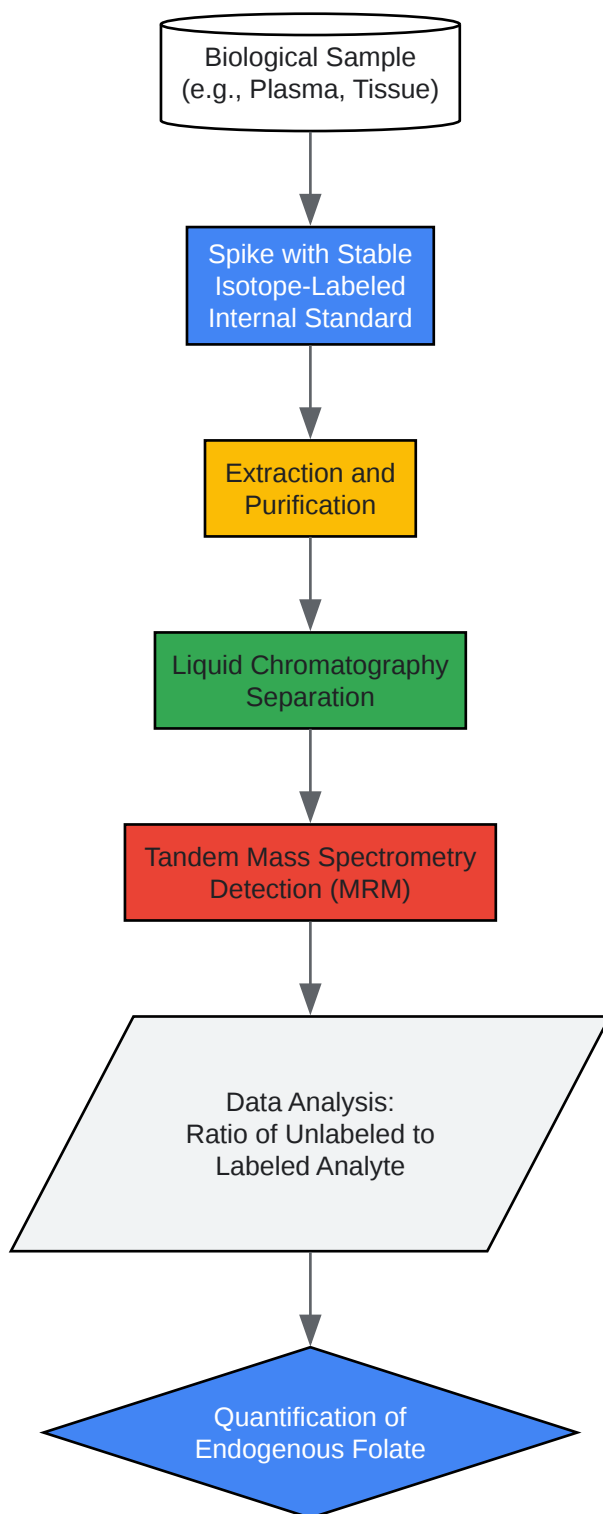 Biological Sample
(e.g., Plasma, Tissue)
Spike with Stable
Isotope-Labeled
Internal Standard
Extraction and
Purification
Liquid Chromatography
Separation
Tandem Mass Spectrometry
Detection (MRM)
Data Analysis:
Ratio of Unlabeled to
Labeled Analyte
Quantification of
Endogenous Folate